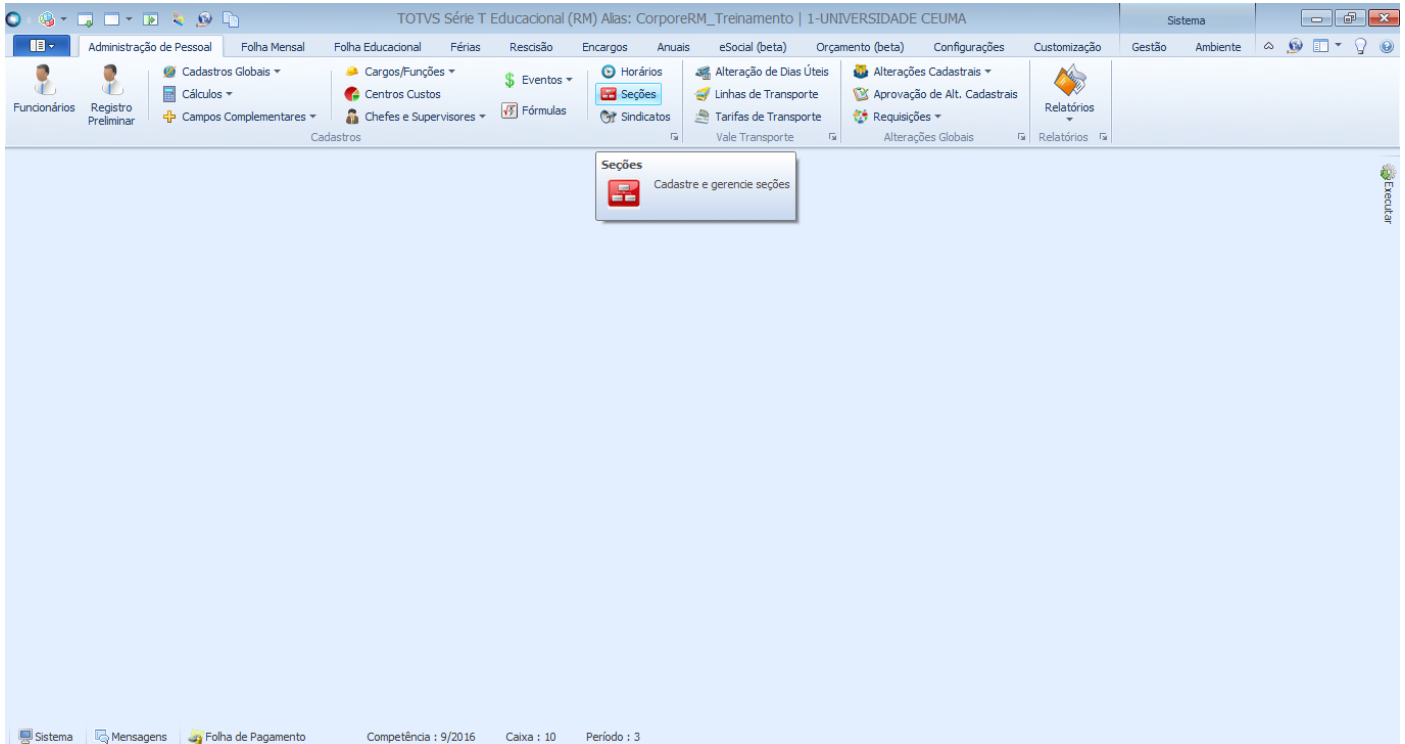 TOTVS Série T Educacional (RM) Alias: CorporeRM_Treinamento | 1-UNIVERSIDADE CEUMA
Sistema
Administração de Pessoal Folha Mensal Folha Educacional Férias Rescisão Encargos Anuais eSocial (beta) Orçamento (beta) Configurações Customização Gestão Ambiente
Funcionários
Registro
Preliminar
Cadastros Globais
Cálculos
Campos Complementares
Cargos/Funções
Centros Custos
Chefes e Supervisores
Eventos
Fórmulas
Horários
Seções
Sindicatos
Cadastros
Alteração de Dias Úteis
Linhas de Transporte
Tarifas de Transporte
Vale Transporte
Alterações Cadastrais
Aprovação de Alt. Cadastrais
Requisições
Alterações Globais
Relatórios
Relatórios
Seções
Cadastre e gerencie seções
Executar
Sistema Mensagens Folha de Pagamento Competência : 9/2016 Caixa : 10 Período : 3